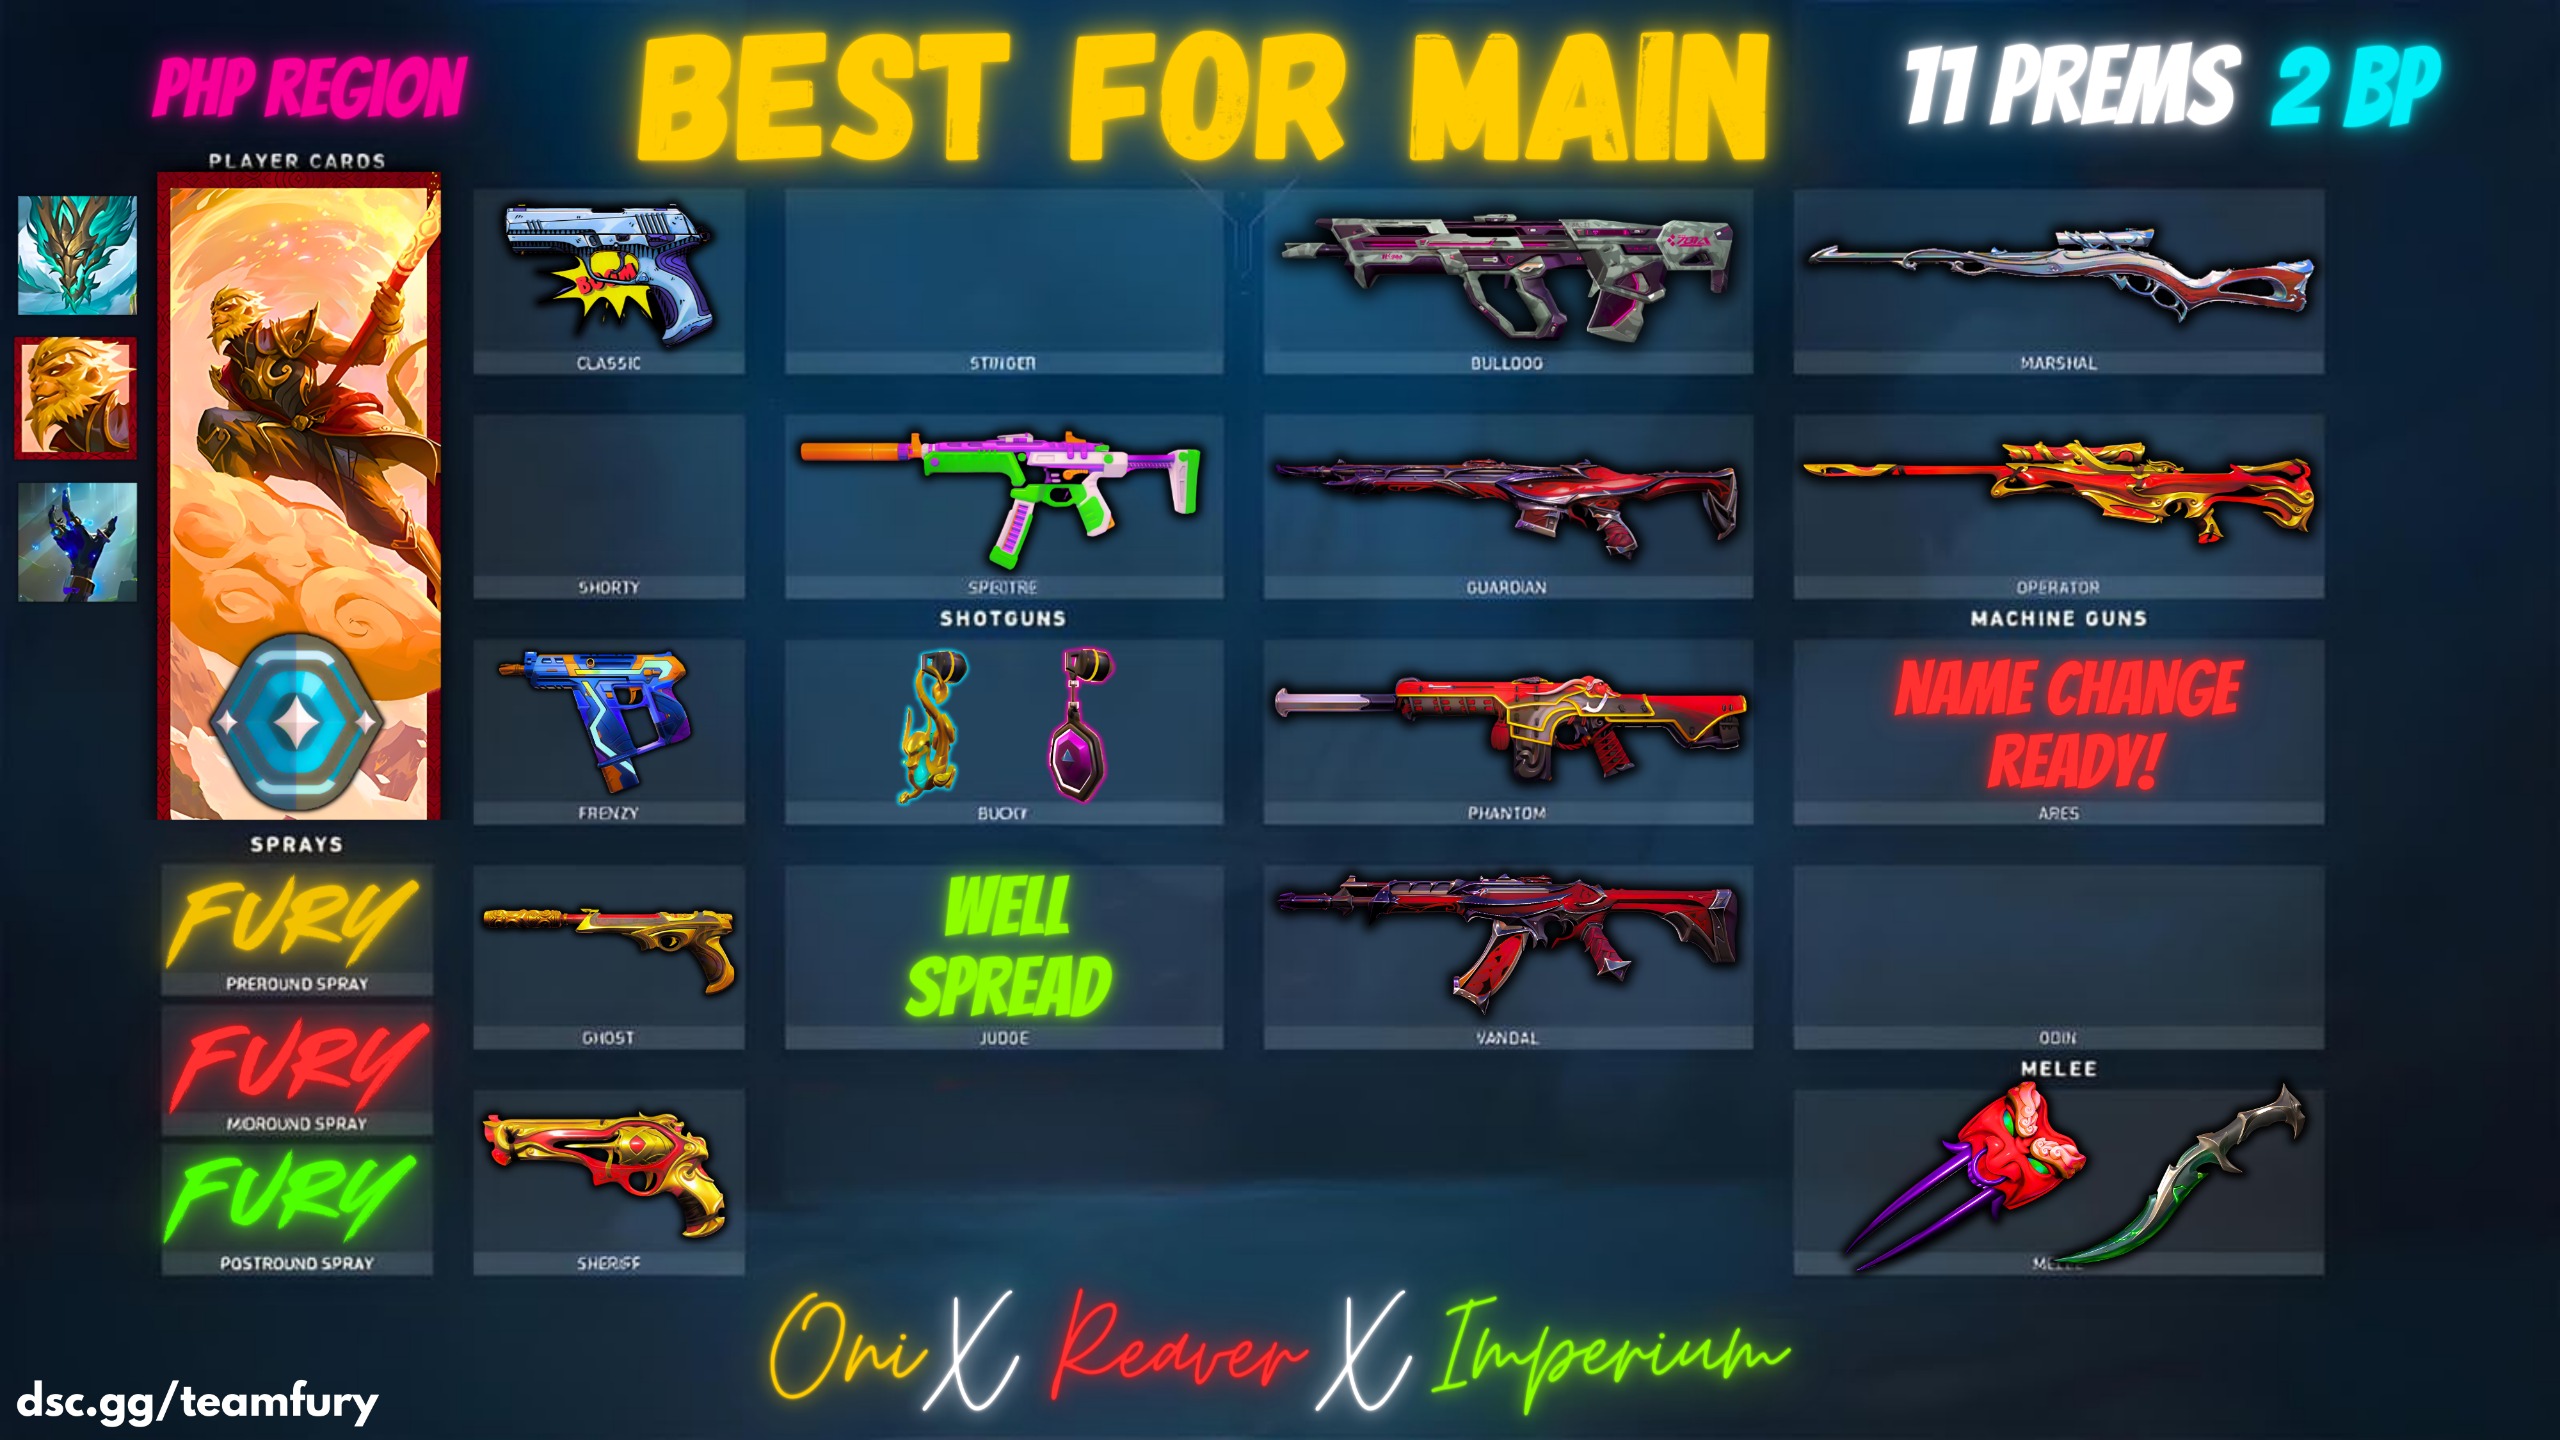 PHP REGION
BEST FOR MAIN
11 PREMS 2 BP
PLAYER CARDS
CLASSIC
STINGER
BULLDOG
MARSHAL
SHORTY
SPECTRE
GUARDIAN
OPERATOR
SHOTGUNS
MACHINE GUNS
NAME CHANGE
READY!
FRENZY
BUCKY
PHANTOM
ARES
SPRAYS
FURY
PREROUND SPRAY
WELL
SPREAD
GHOST
JUDGE
VANDAL
ODIN
FURY
MIDROUND SPRAY
MELEE
FURY
POSTROUND SPRAY
SHERIFF
MELEE
Oni X Reaver X Imperium
dsc.gg/teamfury